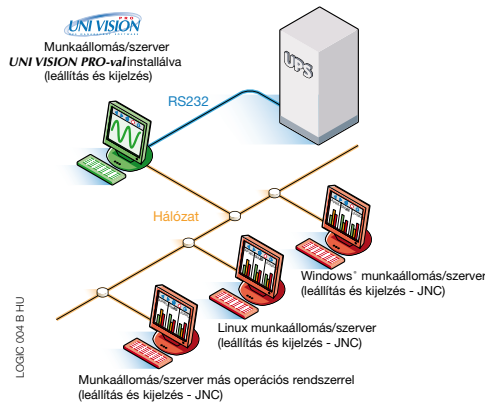 UNI VISION
PRO
Munkaállomás/szerver
UNI VISION PRO-val installálva
(leállítás és kijelzés)
UPS
RS232
Hálózat
Windows® munkaállomás/szerver
(leállítás és kijelzés - JNC)
Linux munkaállomás/szerver
(leállítás és kijelzés - JNC)
Munkaállomás/szerver más operációs rendszerrel
(leállítás és kijelzés - JNC)
LOGIC 004 B HU